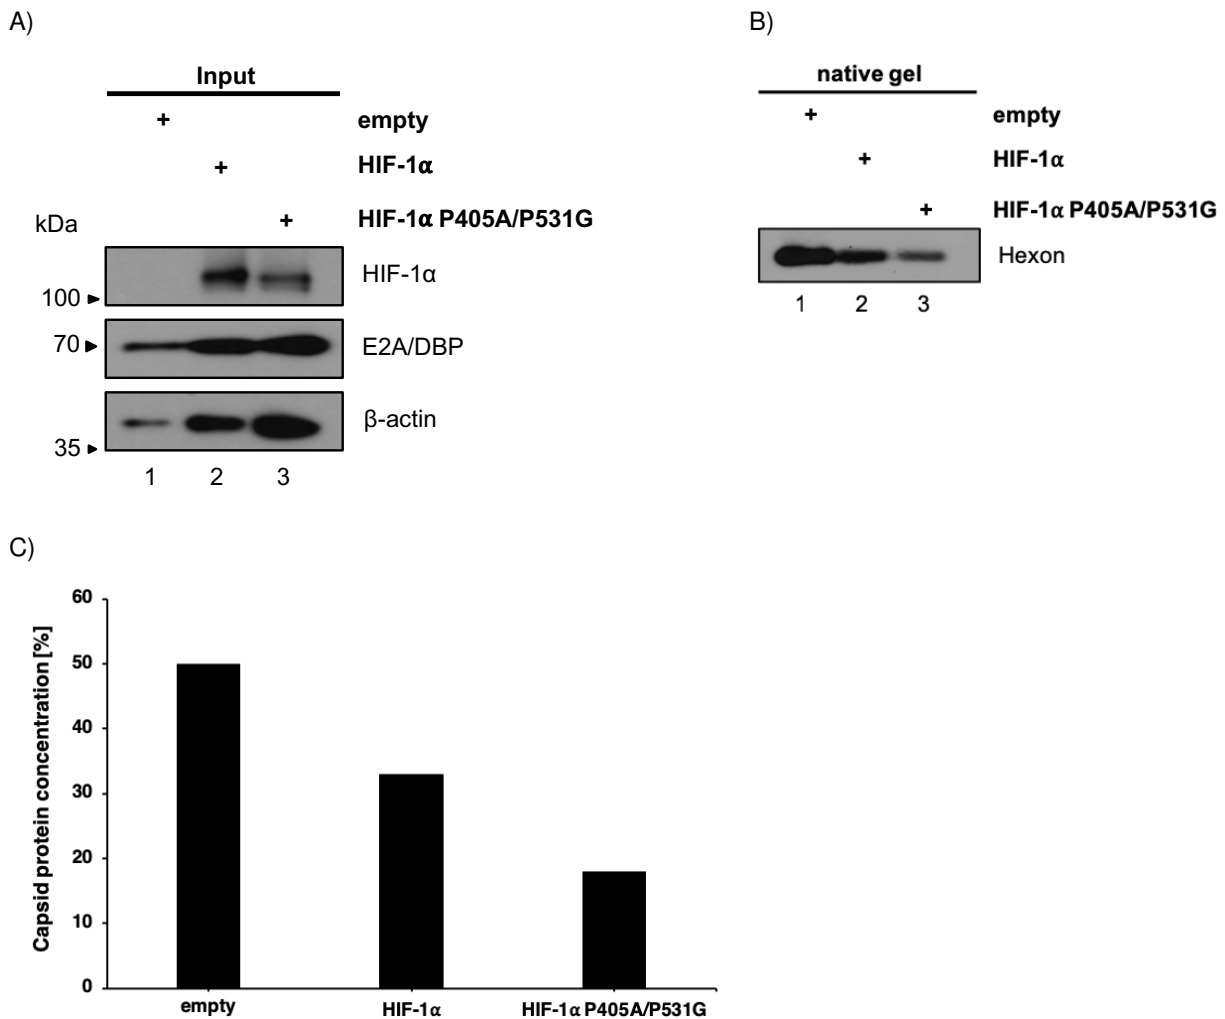 A)
Input
+ empty
+ HIF-1α
kDa + HIF-1α P405A/P531G
HIF-1α
100
70 E2A/DBP
β-actin
35
1 2 3
B)
native gel
+ empty
+ HIF-1α
+ HIF-1α P405A/P531G
Hexon
1 2 3
C)
Capsid protein concentration [%]
60
50
40
30
20
10
0
empty HIF-1α HIF-1α P405A/P531G